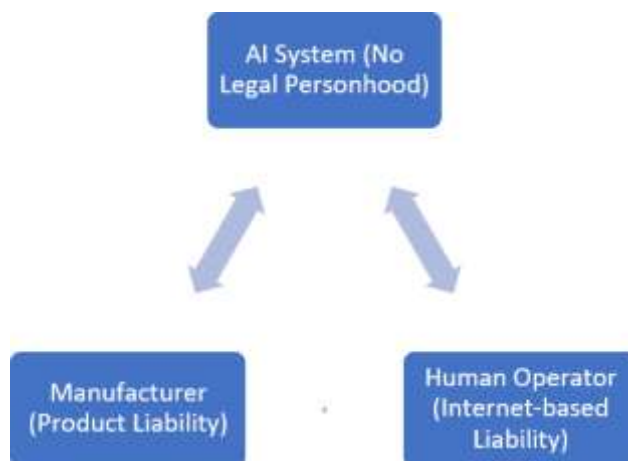 AI System (No
Legal Personhood)
Manufacturer
(Product Liability)
Human Operator
(Internet-based
Liability)